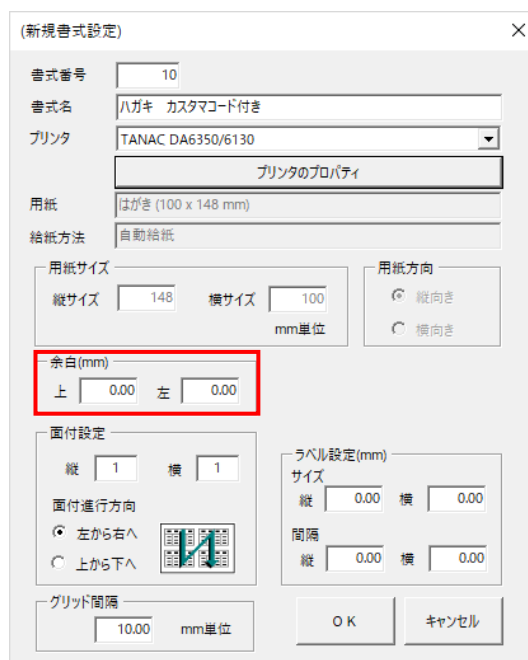 (新規書式設定)
書式番号 10
書式名 ハガキ カスタマコード付き
プリンタ TANAC DA6350/6130
プリンタのプロパティ
用紙 はがき (100 x 148 mm)
給紙方法 自動給紙
用紙サイズ
縦サイズ 148 横サイズ 100
mm単位
用紙方向
縦向き
横向き
余白(mm)
上 0.00 左 0.00
面付設定
縦 1 横 1
面付進行方向
左から右へ
上から下へ
ラベル設定(mm)
サイズ
縦 0.00 横 0.00
間隔
縦 0.00 横 0.00
グリッド間隔
10.00 mm単位
OK
キャンセル